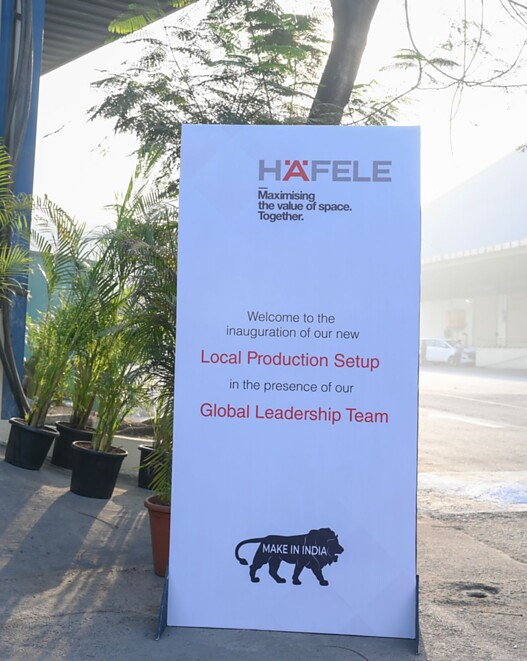 HÄFELE
Maximising
the value of space.
Together.
Welcome to the
inauguration of our new
Local Production Setup
in the presence of our
Global Leadership Team
MAKE IN INDIA